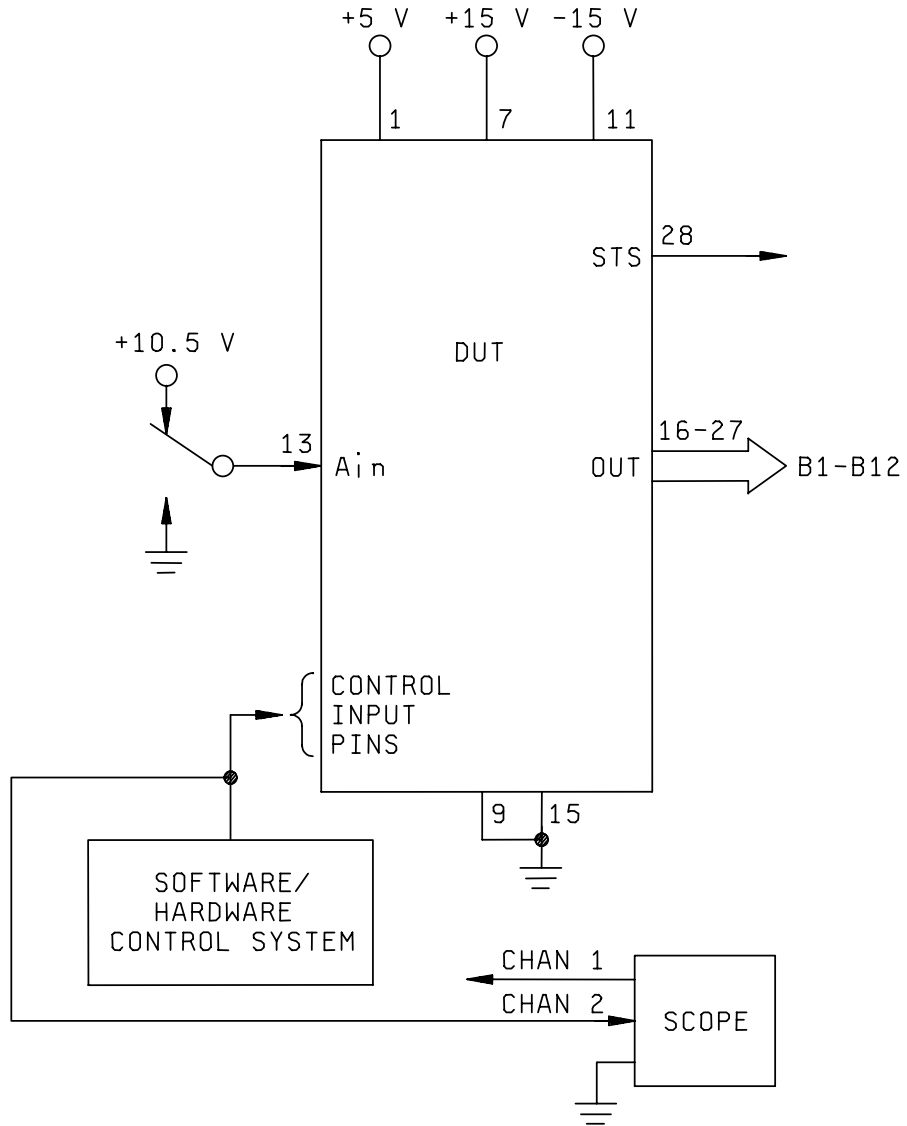 +5 V +15 V -15 V
1 7 11
28
STS
+10.5 V
DUT
16-27
13
Ain
OUT
B1-B12
CONTROL
INPUT
PINS
9 15
SOFTWARE/
HARDWARE
CONTROL SYSTEM
CHAN 1
CHAN 2
SCOPE